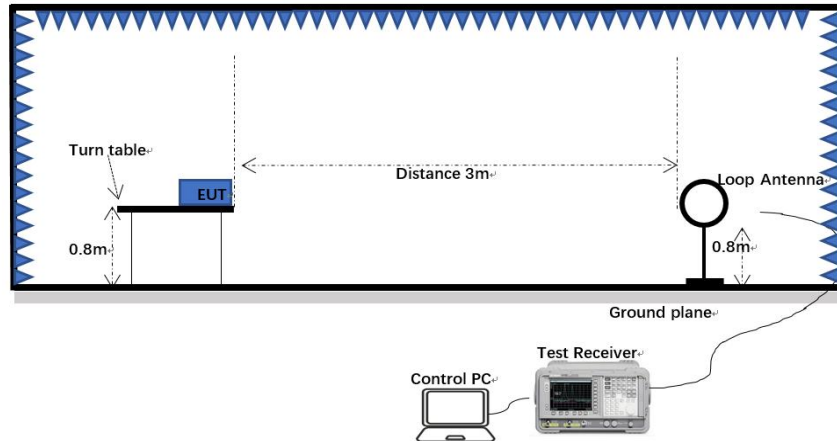 Turn table
EUT
Distance 3m
Loop Antenna
0.8m
0.8m
Ground plane
Test Receiver
Control PC